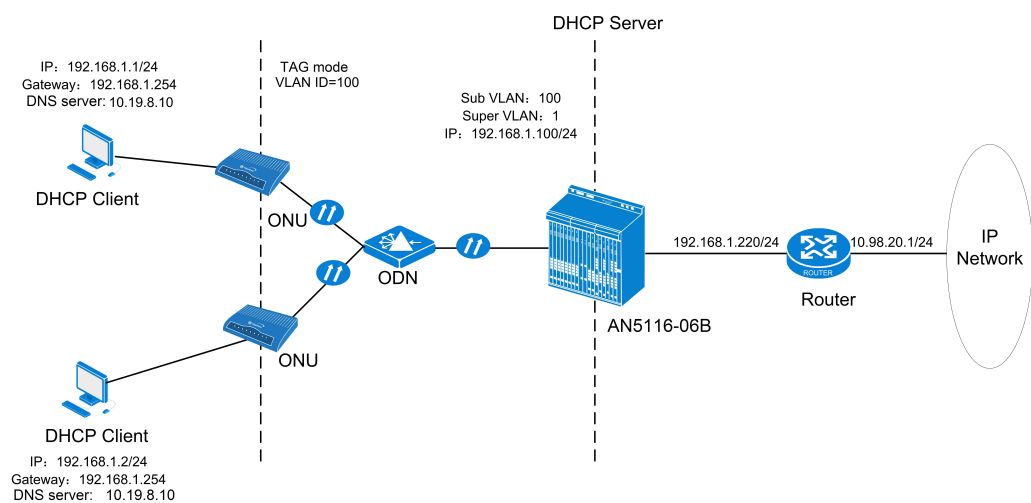 DHCP Server
IP：192.168.1.1/24
Gateway：192.168.1.254
DNS server: 10.19.8.10
TAG mode
VLAN ID=100
Sub VLAN：100
Super VLAN：1
IP：192.168.1.100/24
DHCP Client
ONU
ODN
192.168.1.220/24
10.98.20.1/24
ROUTER
Router
IP
Network
AN5116-06B
ONU
DHCP Client
IP：192.168.1.2/24
Gateway：192.168.1.254
DNS server: 10.19.8.10